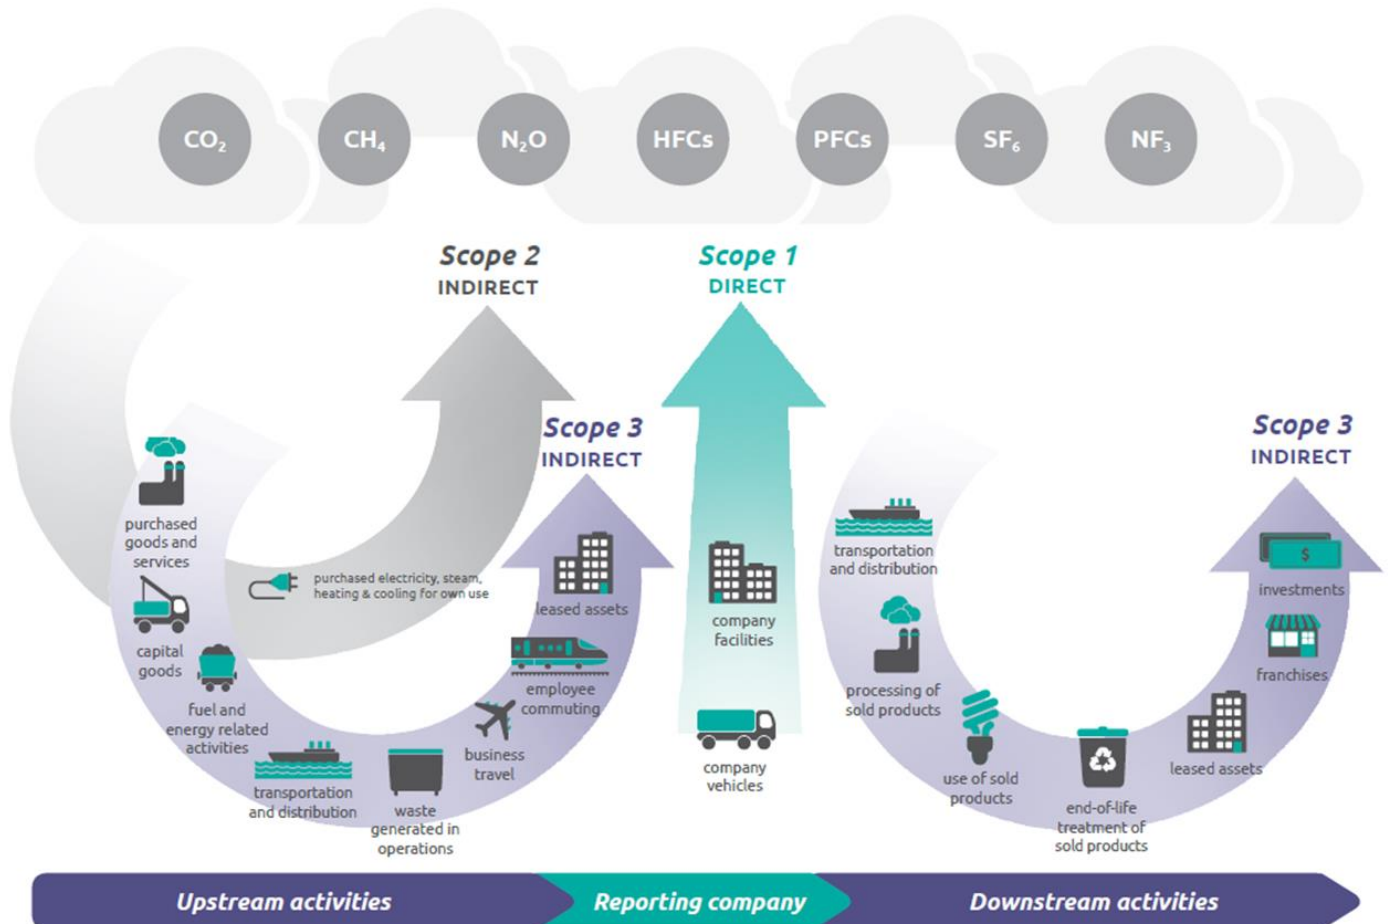 CO₂
CH₄
N₂O
HFCs
PFCs
SF₆
NF₃
Scope 2
INDIRECT
Scope 1
DIRECT
Scope 3
INDIRECT
Scope 3
INDIRECT
purchased
goods and
services
capital
goods
fuel and
energy related
activities
transportation
and distribution
waste
generated in
operations
business
travel
employee
commuting
leased assets
purchased electricity, steam,
heating & cooling for own use
company
facilities
company
vehicles
transportation
and distribution
processing of
sold products
use of sold
products
end-of-life
treatment of
sold products
leased assets
franchises
investments
$
Upstream activities
Reporting company
Downstream activities